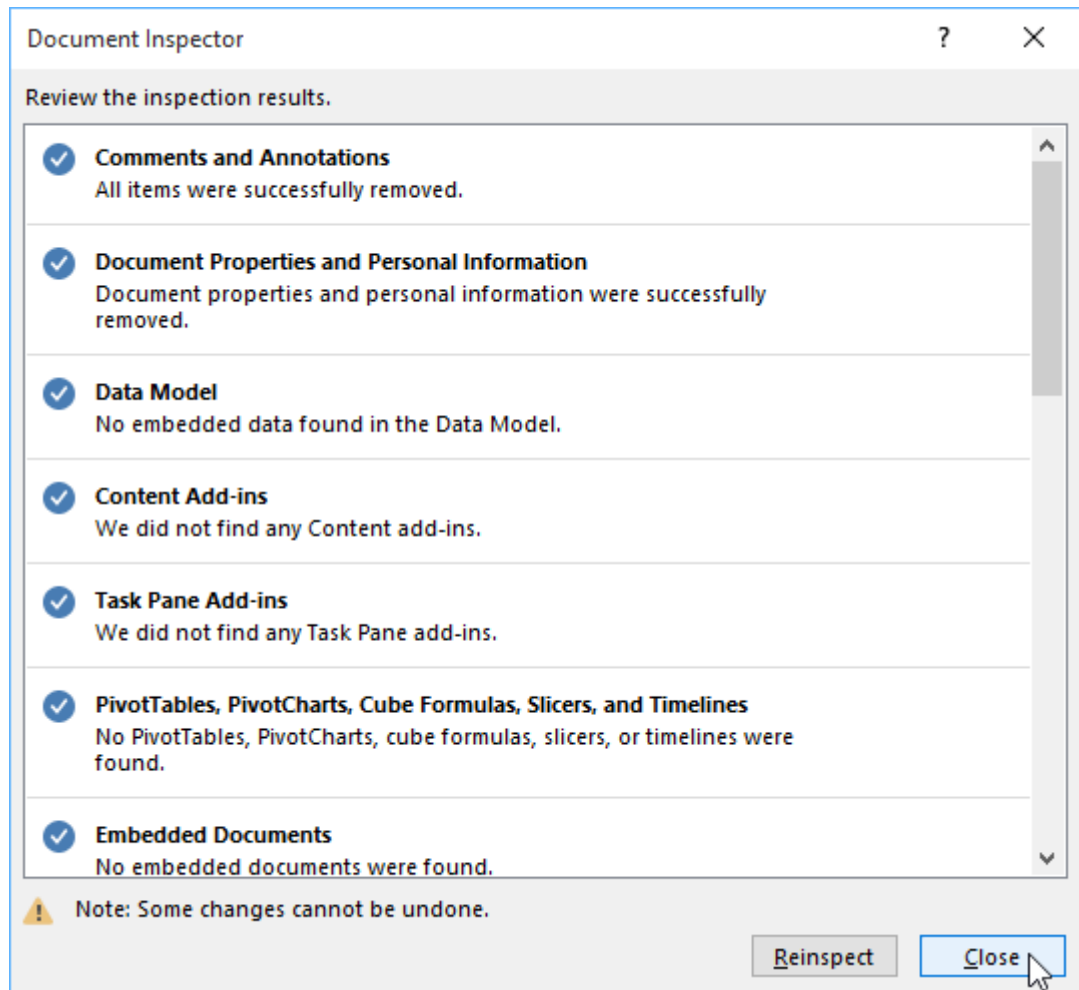 Document Inspector ?
Review the inspection results.
Comments and Annotations
All items were successfully removed.
Document Properties and Personal Information
Document properties and personal information were successfully
removed.
Data Model
No embedded data found in the Data Model.
Content Add-ins
We did not find any Content add-ins.
Task Pane Add-ins
We did not find any Task Pane add-ins.
PivotTables, PivotCharts, Cube Formulas, Slicers, and Timelines
No PivotTables, PivotCharts, cube formulas, slicers, or timelines were
found.
Embedded Documents
No embedded documents were found.
Note: Some changes cannot be undone.
Reinspect Close